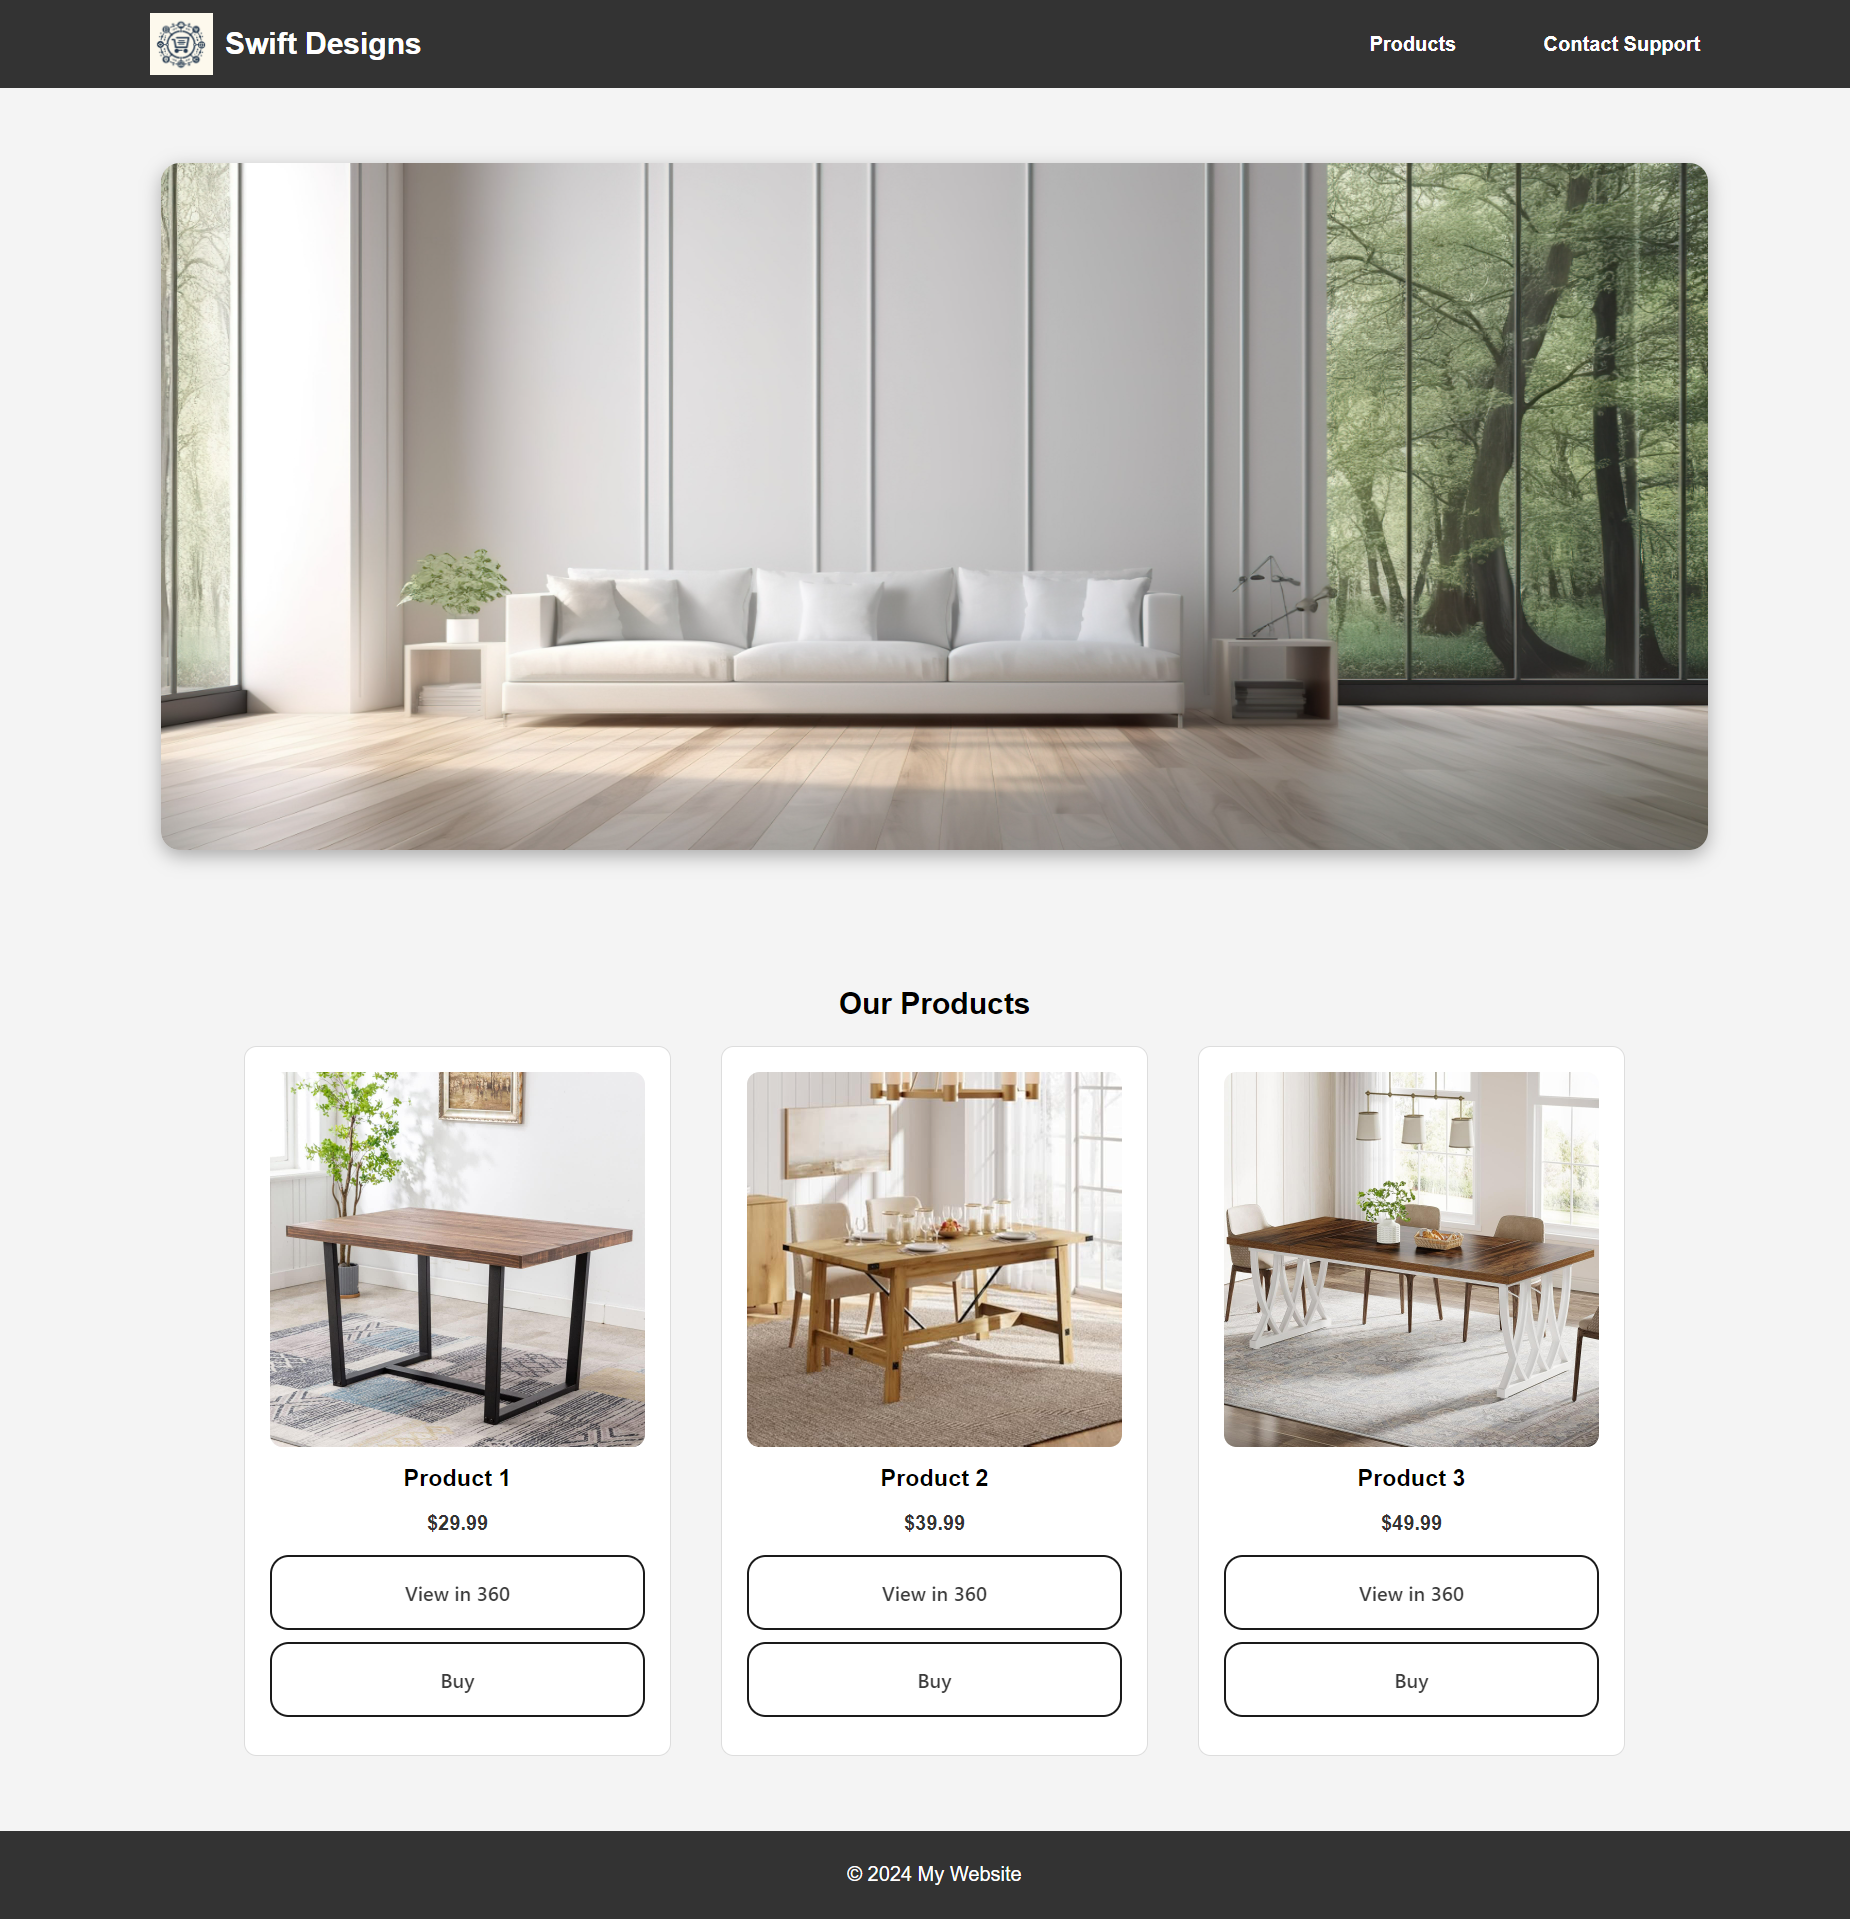 Swift Designs
Products
Contact Support
Our Products
Product 1
$29.99
View in 360
Buy
Product 2
$39.99
View in 360
Buy
Product 3
$49.99
View in 360
Buy
© 2024 My Website